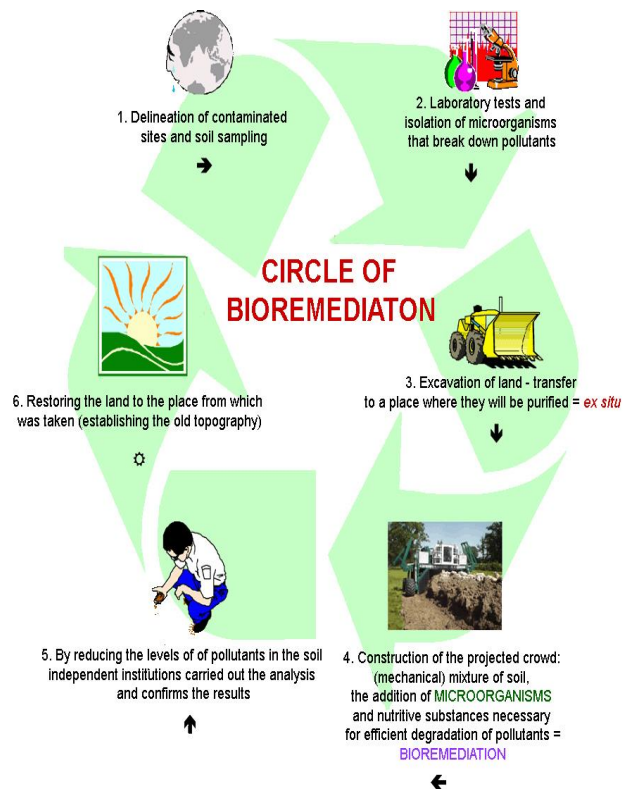 1. Delineation of contaminated
sites and soil sampling
2. Laboratory tests and
isolation of microorganisms
that break down pollutants
CIRCLE OF
BIOREMEDIATON
3. Excavation of land - transfer
to a place where they will be purified = ex situ
4. Construction of the projected crowd:
(mechanical) mixture of soil,
the addition of MICROORGANISMS
and nutritive substances necessary
for efficient degradation of pollutants =
BIOREMEDIATION
5. By reducing the levels of of pollutants in the soil
independent institutions carried out the analysis
and confirms the results
6. Restoring the land to the place from which
was taken (establishing the old topography)